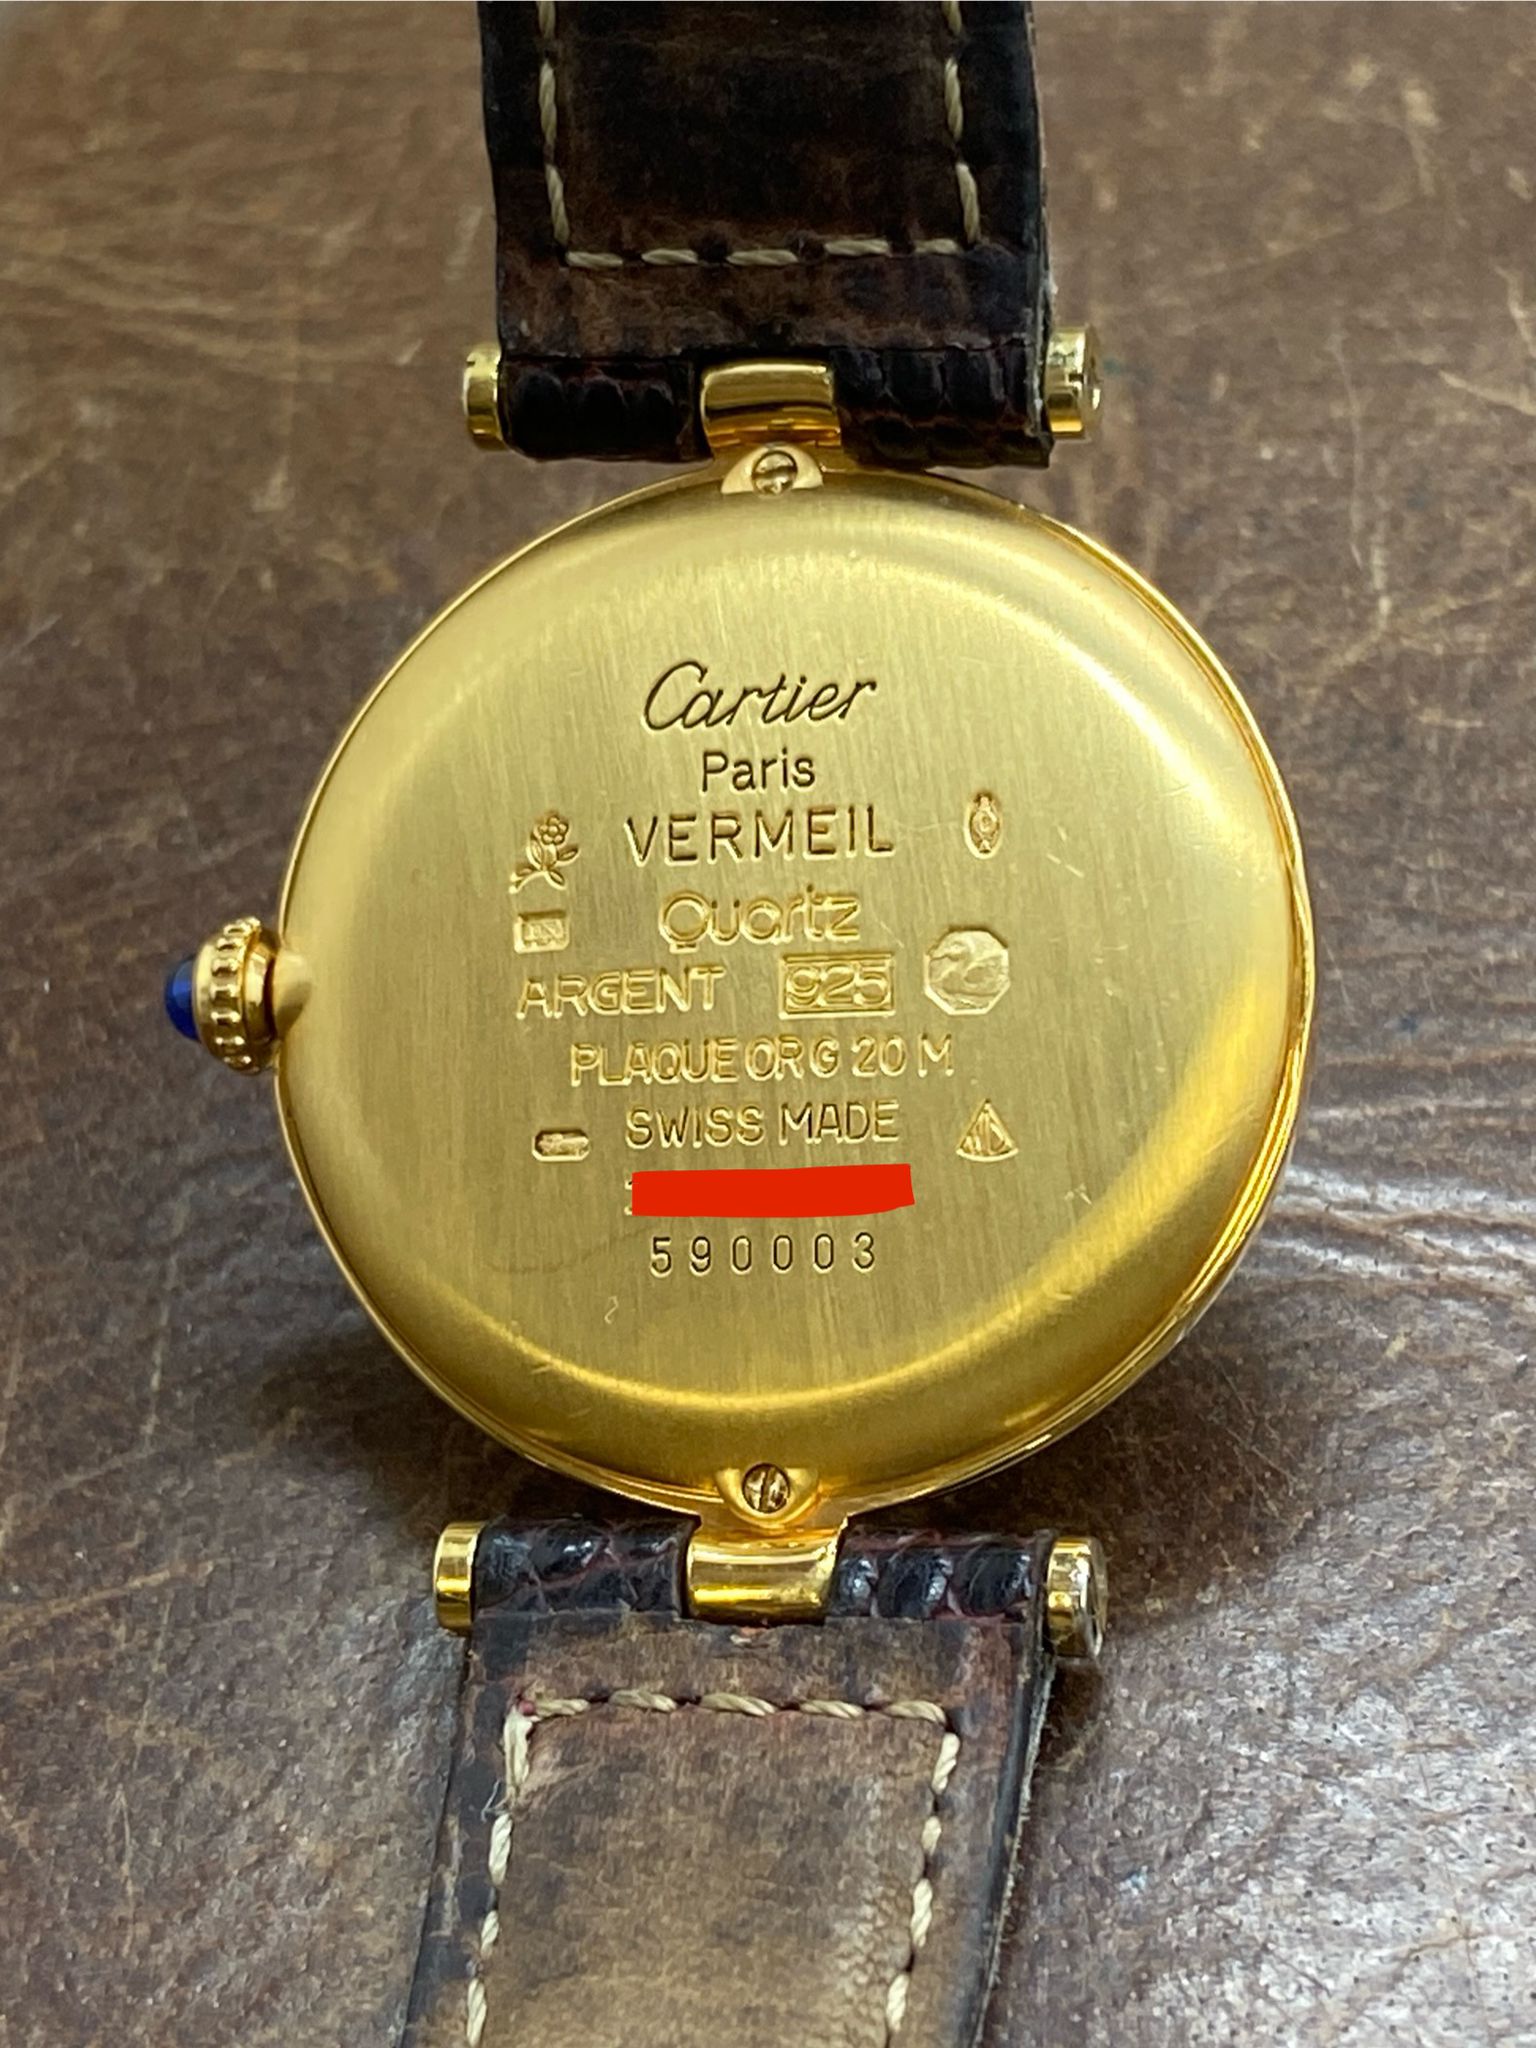 Cartier
Paris
VERMEIL
Quartz
ARGENT 925
PLAQUE OR G 20 M
SWISS MADE
590003